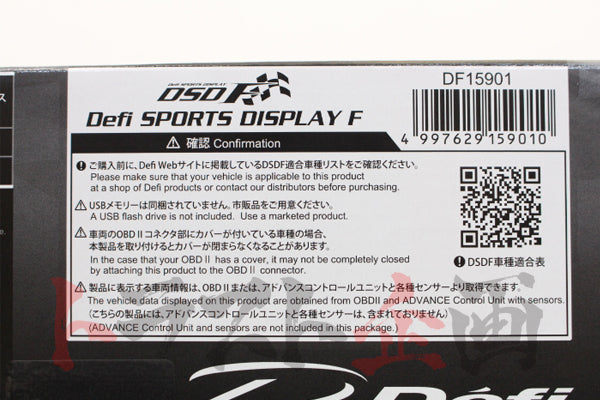 Defi SPORTS DISPLAY
DSDF
Defi SPORTS DISPLAY F
DF15901
4 997629 159010
確認 Confirmation
ご購入前に、Defi Webサイトに掲載しているDSDF適合車種リストをご確認ください。
Please make sure that your vehicle is applicable to this product
at a shop of Defi products or contact our distributors before purchasing.
USBメモリーは同梱されていません。市販品をご用意ください。
A USB flash drive is not included. Use a marketed product.
車両のOBDⅡコネクタ部にカバーが付いている車種の場合、
本製品を取り付けるとカバーが閉まらなくなることがあります。
In the case that your OBDⅡ has a cover, it may not be completely closed
by attaching this product to the OBDⅡ connector.
DSDF車種適合表
製品に表示する車両情報は、OBDⅡまたは、アドバンスコントロールユニットと各種センサーより取得できます。
The vehicle data displayed on the product are obtained from OBDII and ADVANCE Control Unit with sensors.
(こちらの製品には、アドバンスコントロールユニットと各種センサーは、含まれておりません)
(ADVANCE Control Unit and sensors are not included in this package.)
トラスト企画
Défi
ス